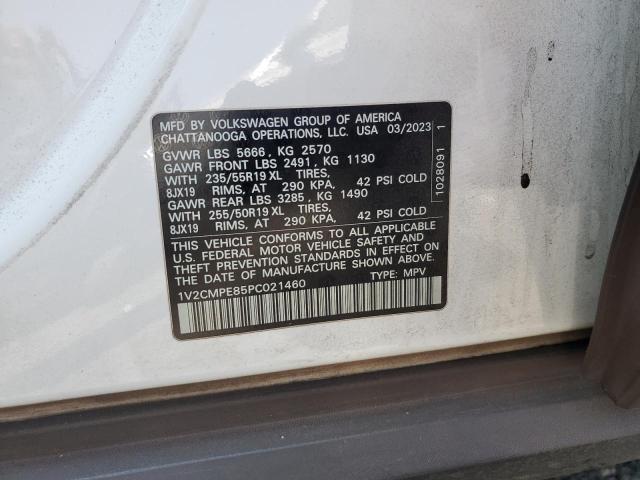 MFD BY VOLKSWAGEN GROUP OF AMERICA
CHATTANOOGA OPERATIONS, LLC. USA 03/2023
GVWR LBS 5666, KG 2570
GAWR FRONT LBS 2491, KG 1130
WITH 235/55R19 XL TIRES,
8JX19 RIMS, AT 290 KPA, 42 PSI COLD
GAWR REAR LBS 3285, KG 1490
WITH 255/50R19 XL TIRES,
8JX19 RIMS, AT 290 KPA, 42 PSI COLD
THIS VEHICLE CONFORMS TO ALL APPLICABLE
U.S. FEDERAL MOTOR VEHICLE SAFETY AND
THEFT PREVENTION STANDARDS IN EFFECT ON
THE DATE OF MANUFACTURE SHOWN ABOVE.
1V2CMPE85PC021460 TYPE: MPV
1028091 1